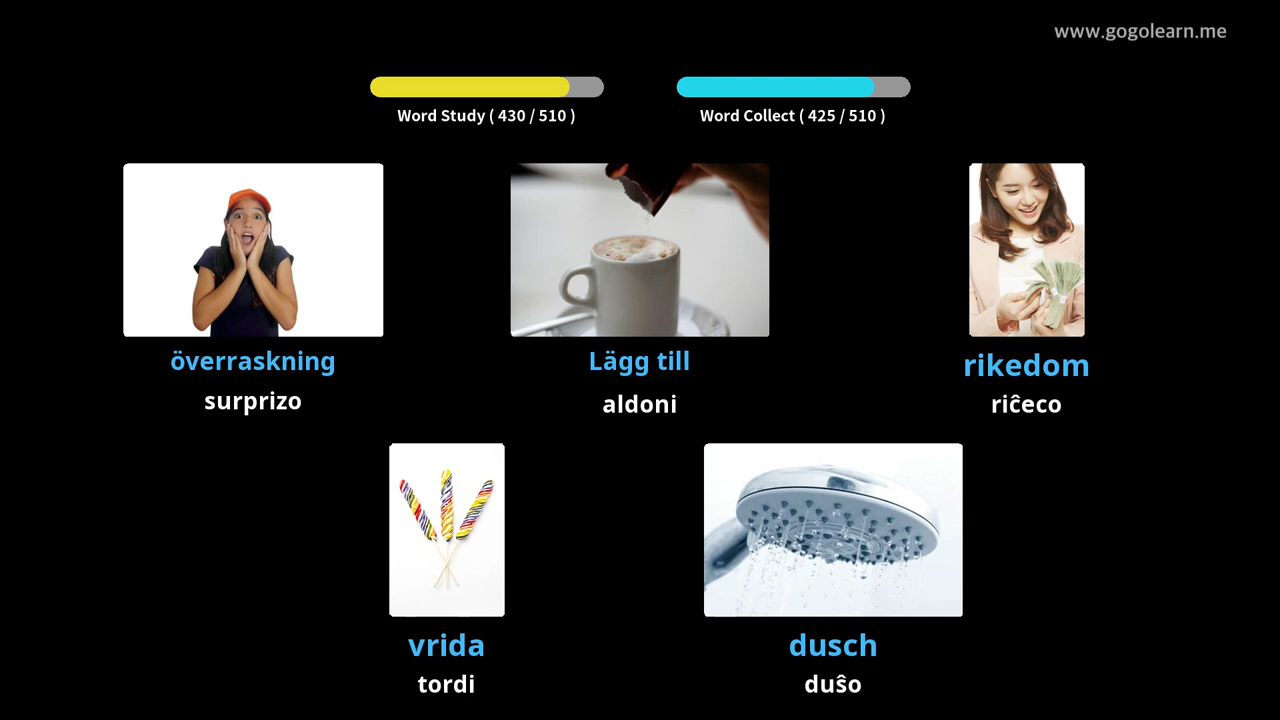 www.gogolearn.me
Word Study ( 430 / 510 )
Word Collect ( 425 / 510 )
överraskning
surprizo
Lägg till
aldoni
rikedom
riĉeco
vrida
tordi
dusch
duŝo